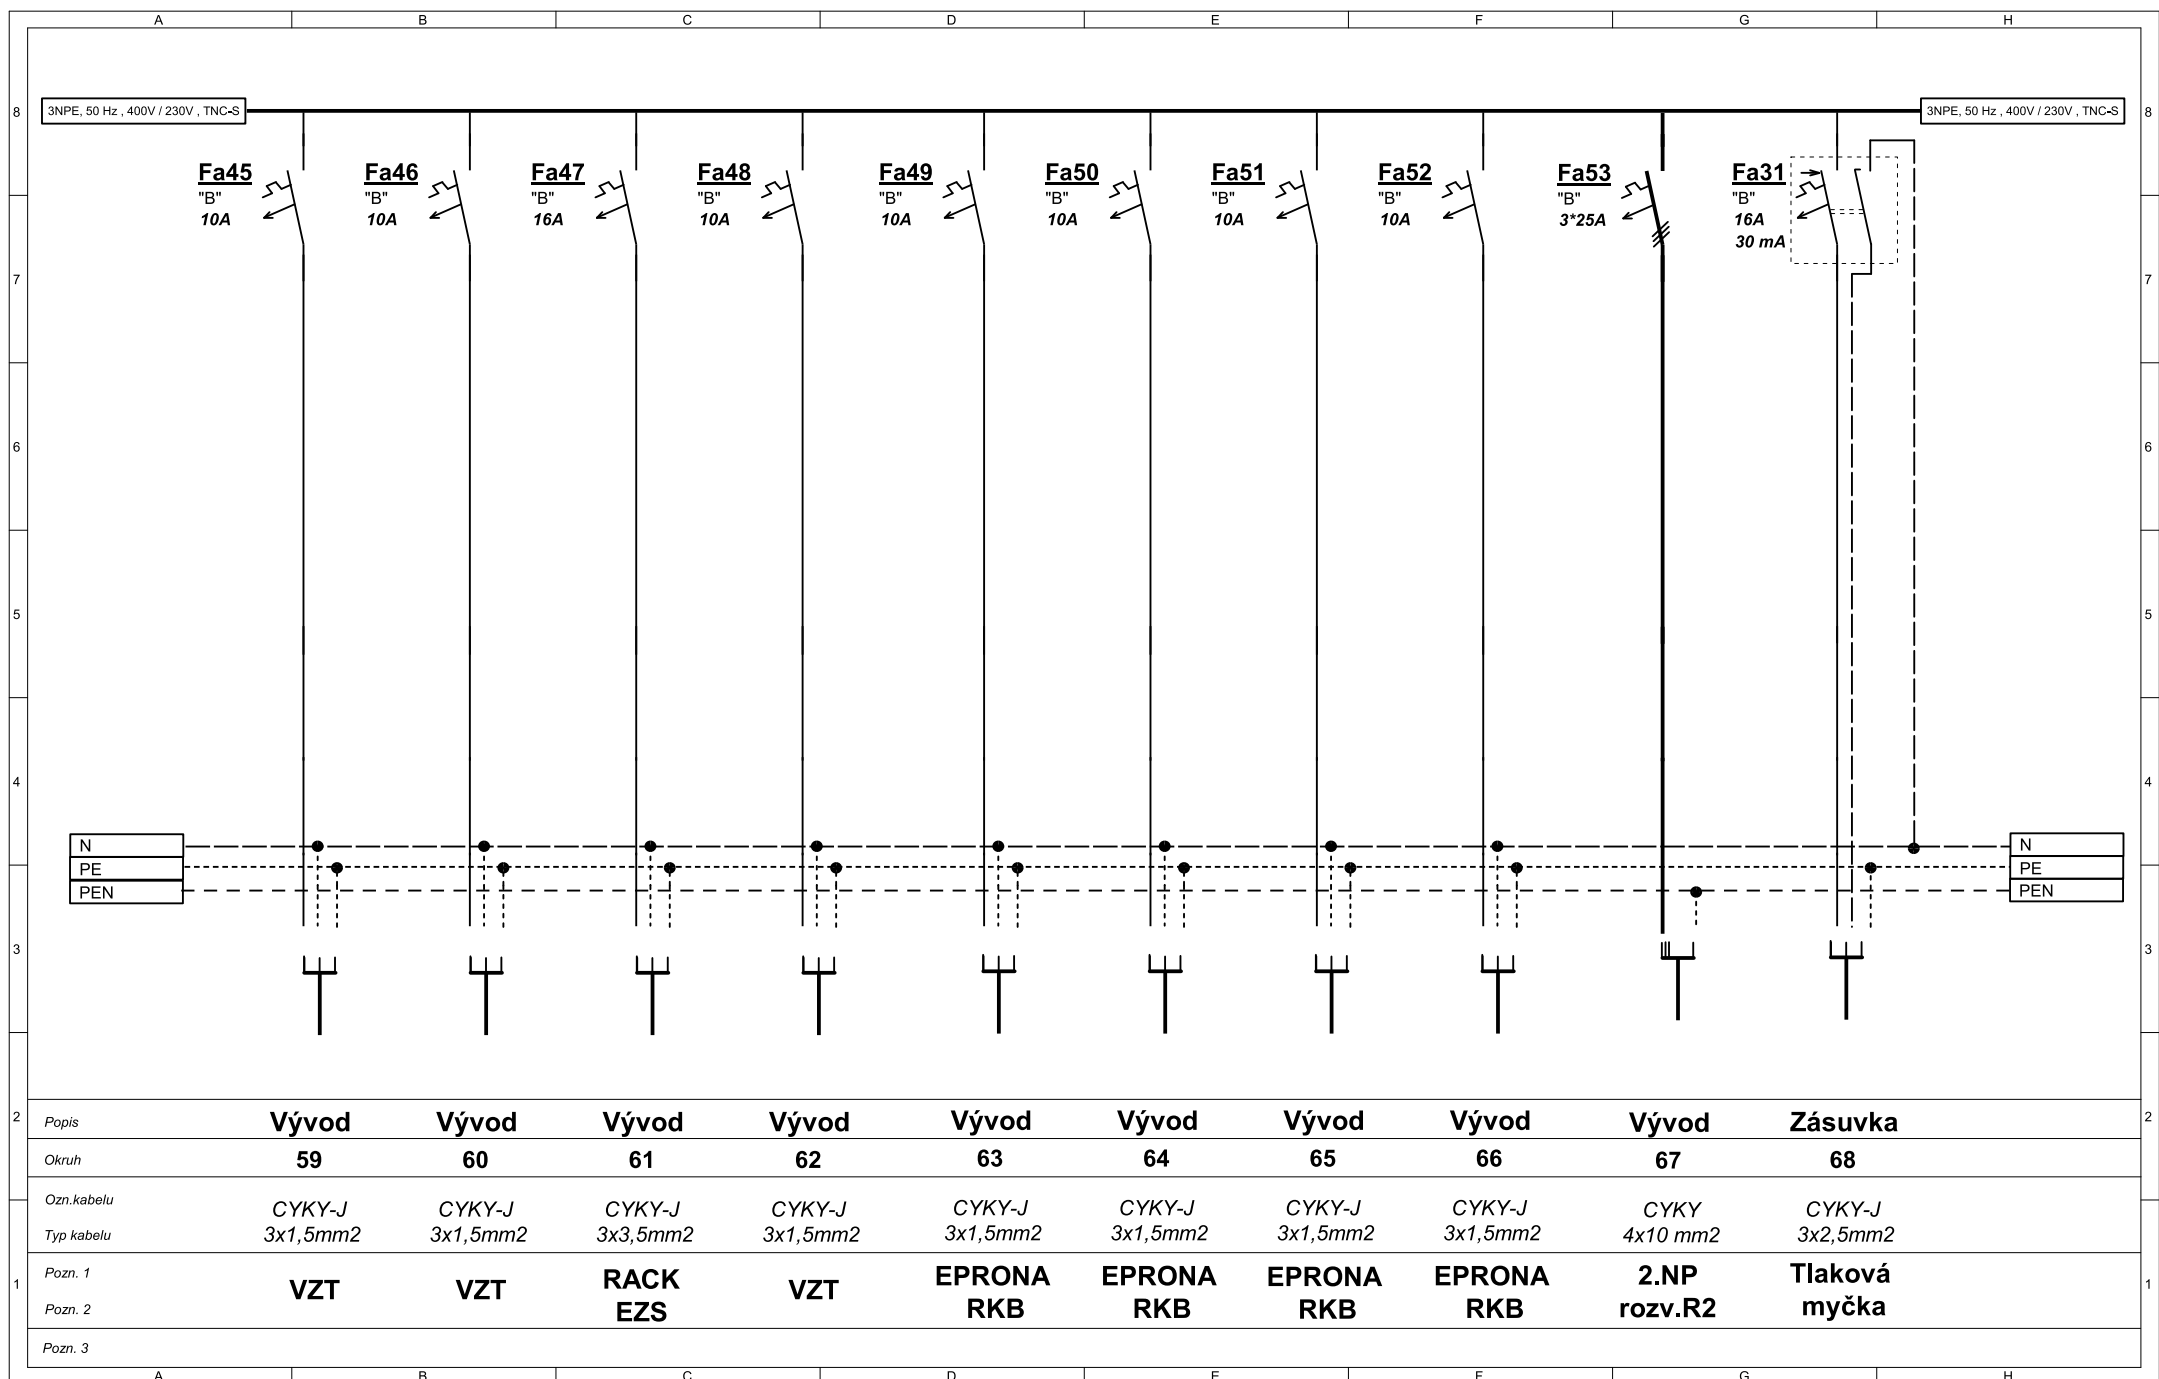 A B C D E F G H
8 3NPE, 50 Hz , 400V / 230V , TNC-S 3NPE, 50 Hz , 400V / 230V , TNC-S 8
Fa45 Fa46 Fa47 Fa48 Fa49 Fa50 Fa51 Fa52 Fa53 Fa31
"B" "B" "B" "B" "B" "B" "B" "B" "B" "B"
10A 10A 16A 10A 10A 10A 10A 10A 3*25A 16A
30 mA
7 7
6 6
5 5
4 4
N N
PE PE
PEN PEN
3 3
2 Popis Vývod Vývod Vývod Vývod Vývod Vývod Vývod Vývod Vývod Zásuvka 2
Okruh 59 60 61 62 63 64 65 66 67 68
Ozn.kabelu CYKY-J CYKY-J CYKY-J CYKY-J CYKY-J CYKY-J CYKY-J CYKY-J CYKY CYKY-J
Typ kabelu 3x1,5mm2 3x1,5mm2 3x3,5mm2 3x1,5mm2 3x1,5mm2 3x1,5mm2 3x1,5mm2 3x1,5mm2 4x10 mm2 3x2,5mm2
Pozn. 1 VZT VZT RACK VZT EPRONA EPRONA EPRONA EPRONA 2.NP Tlaková
1 1
Pozn. 2 EZS RKB RKB RKB RKB rozv.R2 myčka
Pozn. 3
A B C D E F G H